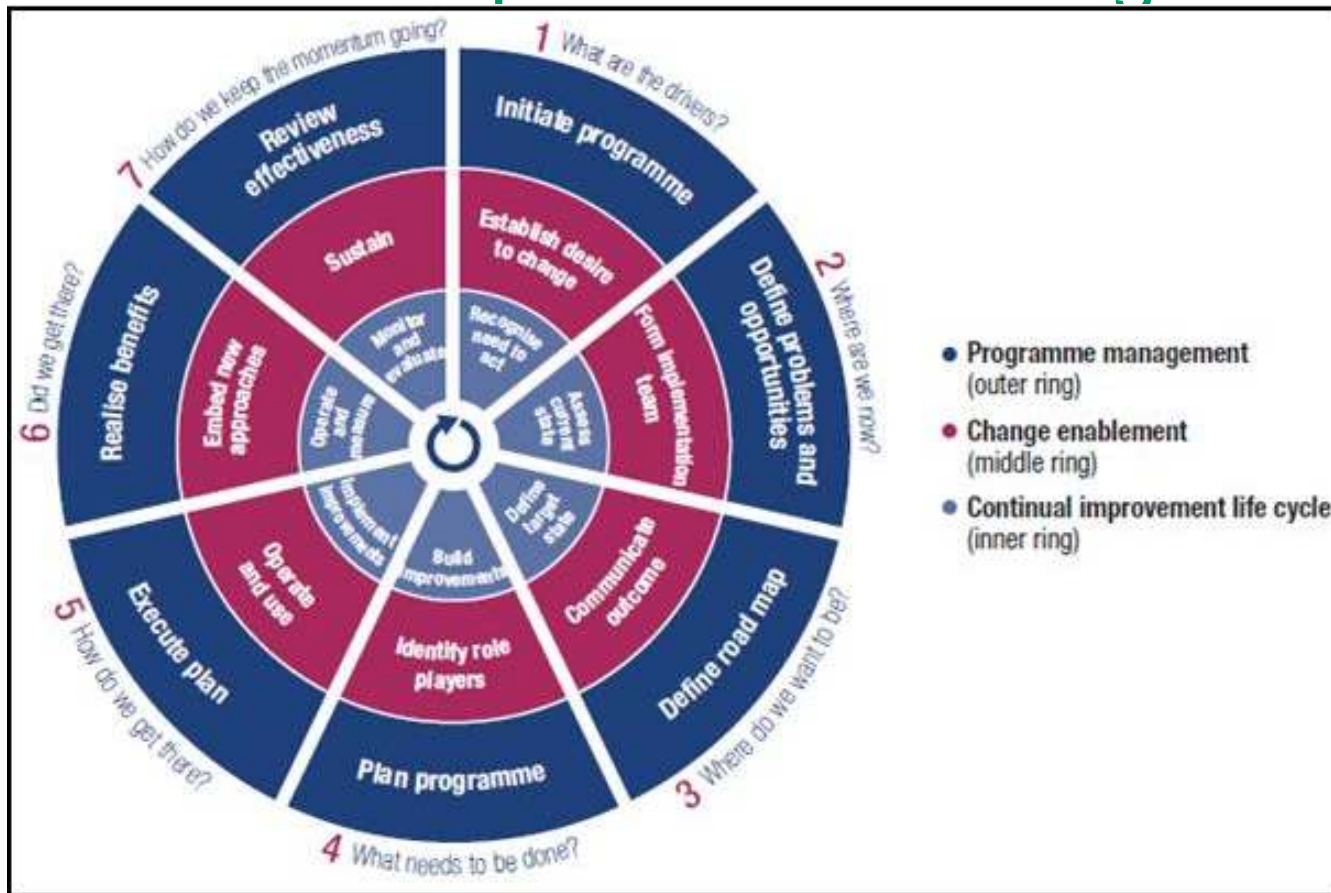 1 What are the drivers?
Initiate programme
Establish desire
to change
Recognise
need to
act
2 Where are we now?
Define problems and
opportunities
Form implementation
team
Assess
current
state
3 Where do we want to be?
Define road map
Communicate
outcome
Define
target
state
4 What needs to be done?
Plan programme
Identify role
players
Build
improvements
5 How do we get there?
Execute plan
Operate
and use
Implement
improvements
6 Did we get there?
Realise benefits
Embed new
approaches
Operate
and
measure
7 How do we keep the momentum going?
Review
effectiveness
Sustain
Monitor
and
evaluate
• Programme management
(outer ring)
• Change enablement
(middle ring)
• Continual improvement life cycle
(inner ring)